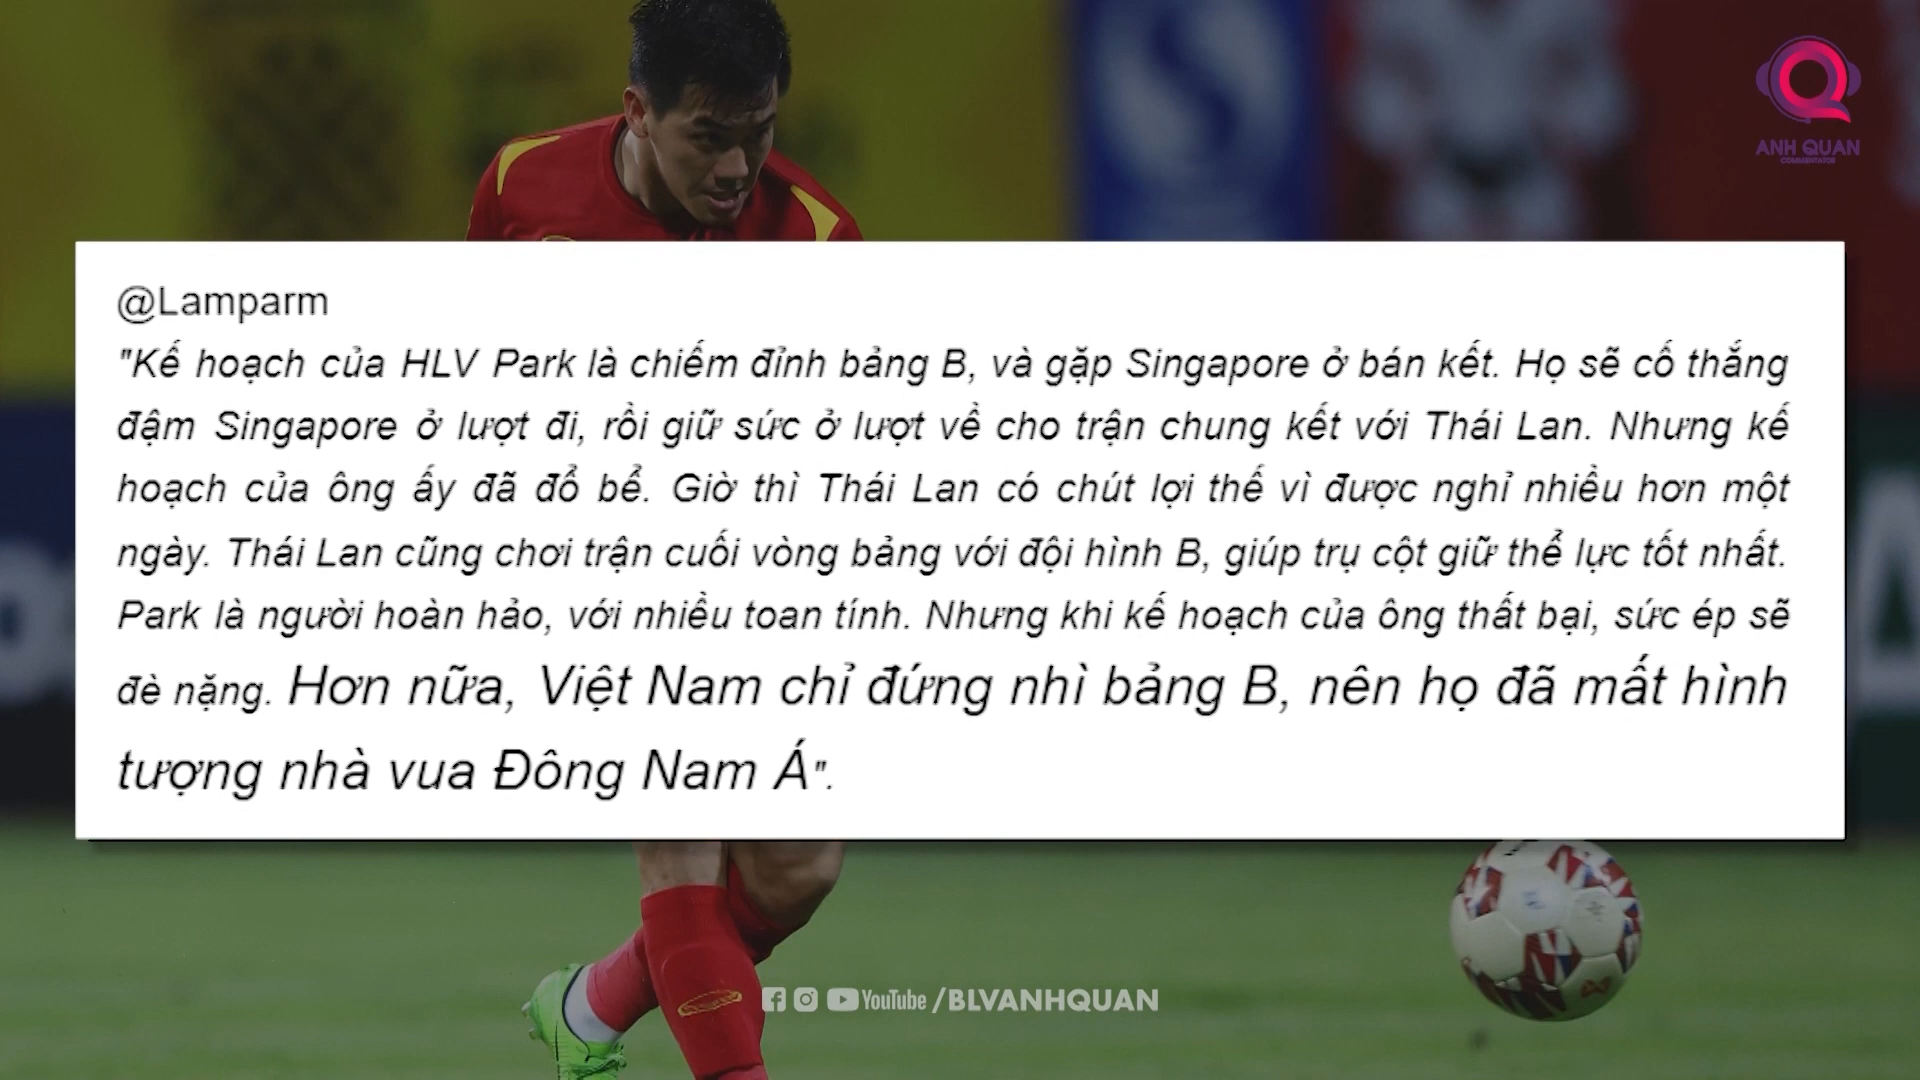 ANH QUAN
COMMENTATOR
@Lamparm
"Kế hoạch của HLV Park là chiếm đỉnh bảng B, và gặp Singapore ở bán kết. Họ sẽ cố thắng
đậm Singapore ở lượt đi, rồi giữ sức ở lượt về cho trận chung kết với Thái Lan. Nhưng kế
hoạch của ông ấy đã đổ bể. Giờ thì Thái Lan có chút lợi thế vì được nghỉ nhiều hơn một
ngày. Thái Lan cũng chơi trận cuối vòng bảng với đội hình B, giúp trụ cột giữ thể lực tốt nhất.
Park là người hoàn hảo, với nhiều toan tính. Nhưng khi kế hoạch của ông thất bại, sức ép sẽ
đè nặng. Hơn nữa, Việt Nam chỉ đứng nhì bảng B, nên họ đã mất hình
tượng nhà vua Đông Nam Á".
YouTube /BLVANHQUAN